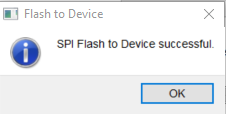 Flash to Device
SPI Flash to Device successful.
OK